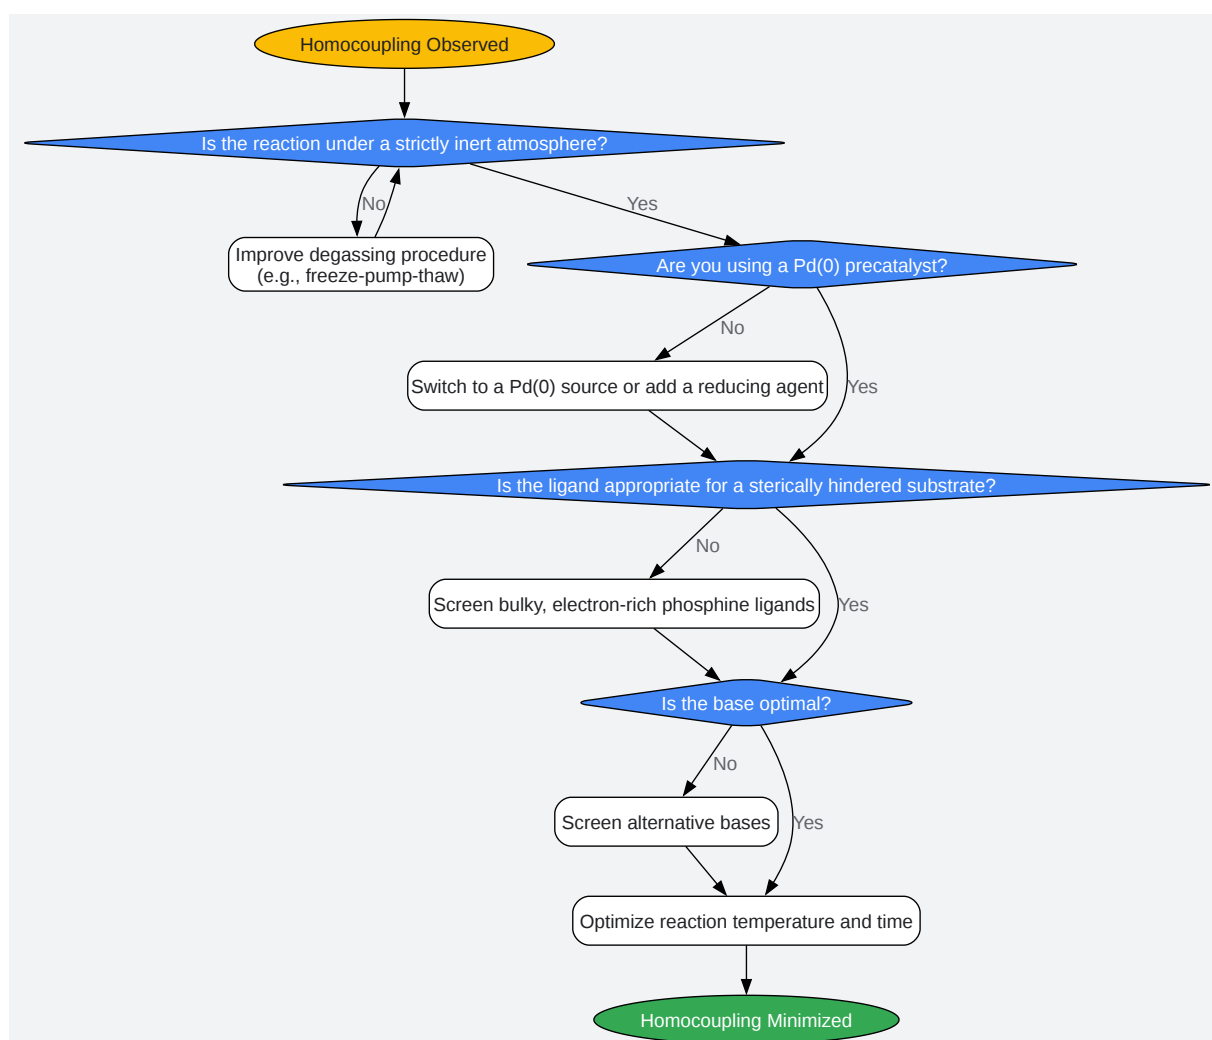 Homocoupling Observed
Is the reaction under a strictly inert atmosphere?
No
Yes
Improve degassing procedure
(e.g., freeze-pump-thaw)
Are you using a Pd(0) precatalyst?
No
Switch to a Pd(0) source or add a reducing agent
Yes
Is the ligand appropriate for a sterically hindered substrate?
No
Screen bulky, electron-rich phosphine ligands
Yes
Is the base optimal?
No
Screen alternative bases
Yes
Optimize reaction temperature and time
Homocoupling Minimized